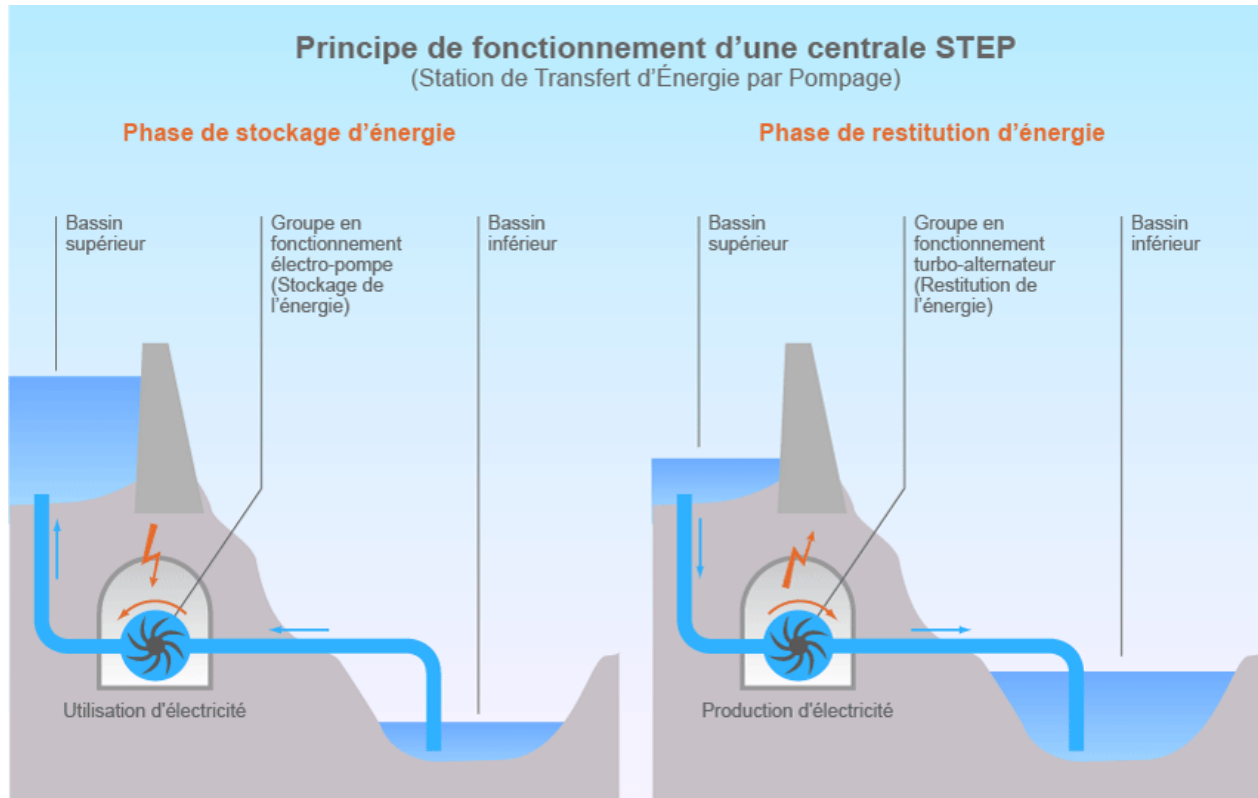 Principe de fonctionnement d’une centrale STEP
(Station de Transfert d’Énergie par Pompage)
Phase de stockage d’énergie
Bassin
supérieur
Groupe en
fonctionnement
électro-pompe
(Stockage de
l’énergie)
Bassin
inférieur
Utilisation d'électricité
Phase de restitution d’énergie
Bassin
supérieur
Groupe en
fonctionnement
turbo-alternateur
(Restitution de
l’énergie)
Bassin
inférieur
Production d'électricité